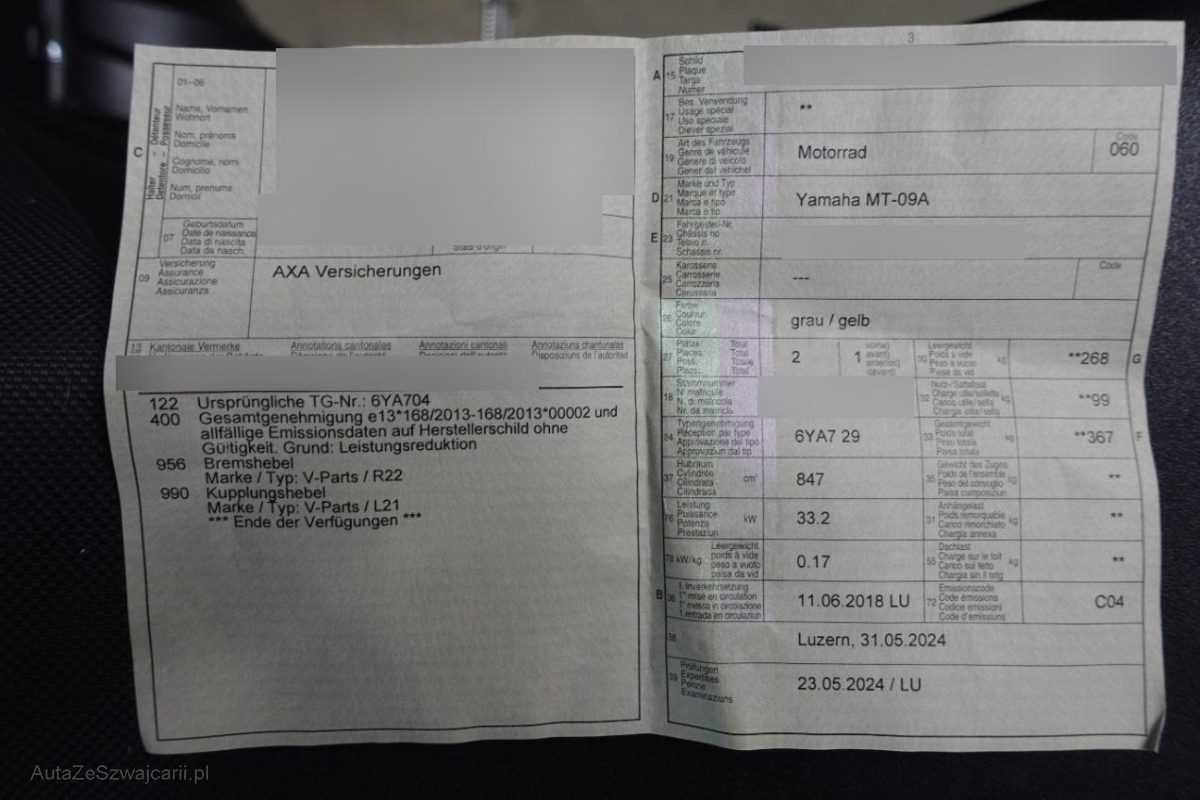 01–06
Halter - Détenteur
Detentore - Possessur
Name, Vornamen
Wohnort
Nom, prénoms
Domicile
Cognome, nomi
Domicilio
Num, prenums
Domicil
C
07
Geburtsdatum
Date de naissance
Data di nascita
Data da nasch.
09
Versicherung
Assurance
Assicurazione
Assicuranza
AXA Versicherungen
13 Kantonale Vermerke Annotations cantonales Annotazioni cantonali Annotaziuns chantunalas
Disposiziuns de l'autoritad
122 Ursprüngliche TG-Nr.: 6YA704
400 Gesamtgenehmigung e13*168/2013-168/2013*00002 und
allfällige Emissionsdaten auf Herstellerschild ohne
Gültigkeit. Grund: Leistungsreduktion
956 Bremshebel
Marke / Typ: V-Parts / R22
990 Kupplungshebel
Marke / Typ: V-Parts / L21
*** Ende der Verfügungen ***
3
A 15
Schild
Plaque
Targa
Numer
17
Bes. Verwendung
Usage spécial
Uso speciale
Diever spezial
**
19
Art des Fahrzeugs
Genre de véhicule
Genere di veicolo
Gener dal vehichel
Motorrad
Code
060
D 21
Marke und Typ
Marque et type
Marca e tipo
Marca e tip
Yamaha MT-09A
E 23
Fahrgestell-Nr.
Châssis no
Telaio n.
Schassis nr.
25
Karosserie
Carrosserie
Carrozzeria
Carossaria
---
Code
26
Farbe
Couleur
Colore
Colur
grau / gelb
27
Plätze: Total
Places: Total
Posti: Totale
Plazs: Total
2
1
vorne)
avant)
anteriori)
davant)
30
Leergewicht
Poids à vide
Peso a vuoto
Paisa da vid
kg
**268
G
18
Stammnummer
N° matricule
N. di matricola
Nr. da matricla
32
Nutz-/Sattellast
Carico utile/sella
Chargia utila/sella
kg
**99
24
Typengenehmigung
Réception par type
Approvazione del tipo
Approvaziun dal tip
6YA7 29
33
Gesamtgewicht
Poids total
Peso totale
Paisa totala
kg
**367
F
37
Hubraum
Cylindrée
Cilindrata
Cilindrada
cm³
847
35
Gewicht des Zuges
Poids de l'ensemble
Peso del convoglio
Paisa cumposiziun
kg
**
76
Leistung
Puissance
Potenza
Prestaziun
kW
33.2
31
Anhängelast
Poids remorquable
Carico rimorchiato
Chargia annexa
kg
**
78 kW/kg
Leergewicht
poids à vide
peso a vuoto
paisa da vid
0.17
55
Dachlast
Charge sur le toit
Carico sul tetto
Chargia sin il tetg
kg
**
B 36
1. Inverkehrsetzung
1re mise en circulation
1a messa in circolazione
1. entrada en circulaziun
11.06.2018 LU
72
Emissionscode
Code émissions
Codice emissioni
Code d'emissiuns
C04
38
Luzern, 31.05.2024
39
Prüfungen
Expertises
Perizie
Examinaziuns
23.05.2024 / LU
AutaZeSzwajcarii.pl